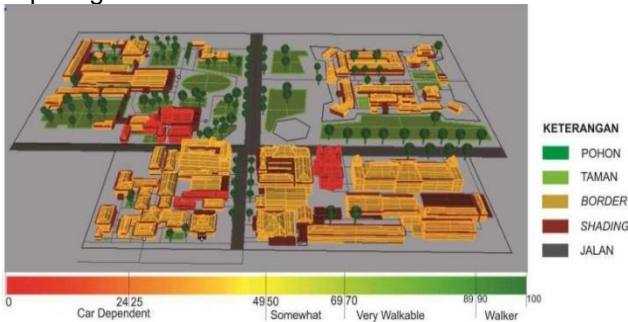 KETERANGAN
POHON
TAMAN
BORDER
SHADING
JALAN
0 24 25 49 50 69 70 89 90 100
Car Dependent Somewhat Very Walkable Walker